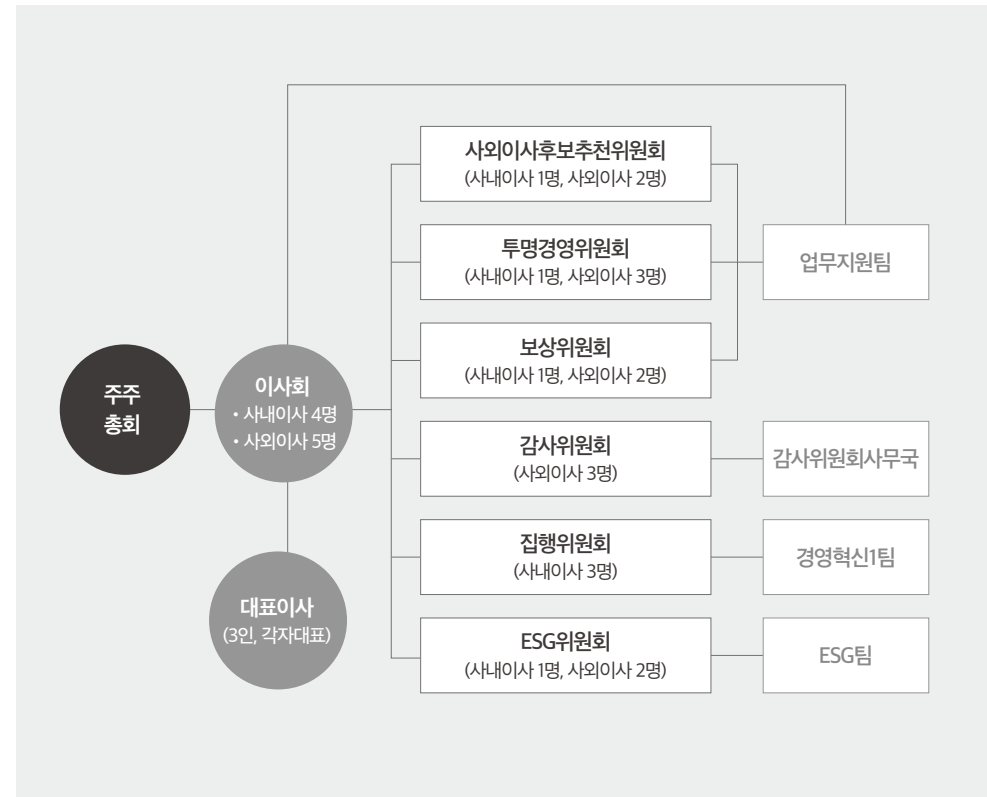 주주
총회
이사회
• 사내이사 4명
• 사외이사 5명
대표이사
(3인, 각자대표)
사외이사후보추천위원회
(사내이사 1명, 사외이사 2명)
투명경영위원회
(사내이사 1명, 사외이사 3명)
보상위원회
(사내이사 1명, 사외이사 2명)
감사위원회
(사외이사 3명)
집행위원회
(사내이사 3명)
ESG위원회
(사내이사 1명, 사외이사 2명)
업무지원팀
감사위원회사무국
경영혁신1팀
ESG팀